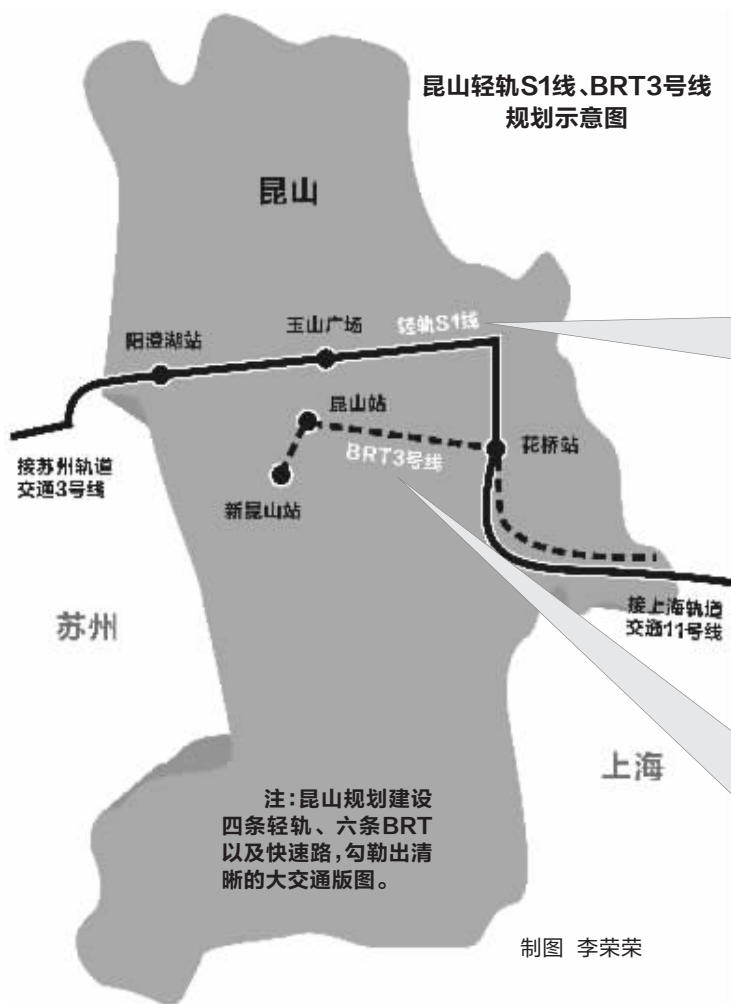 昆山轻轨S1线、BRT3号线
规划示意图
昆山
轻轨S1线
玉山广场
阳澄湖站
昆山站
花桥站
BRT3号线
接苏州轨道
交通3号线
新昆山站
接上海轨道
交通11号线
苏州
上海
注:昆山规划建设
四条轻轨、六条BRT
以及快速路,勾勒出清
晰的大交通版图。
制图 李荣荣